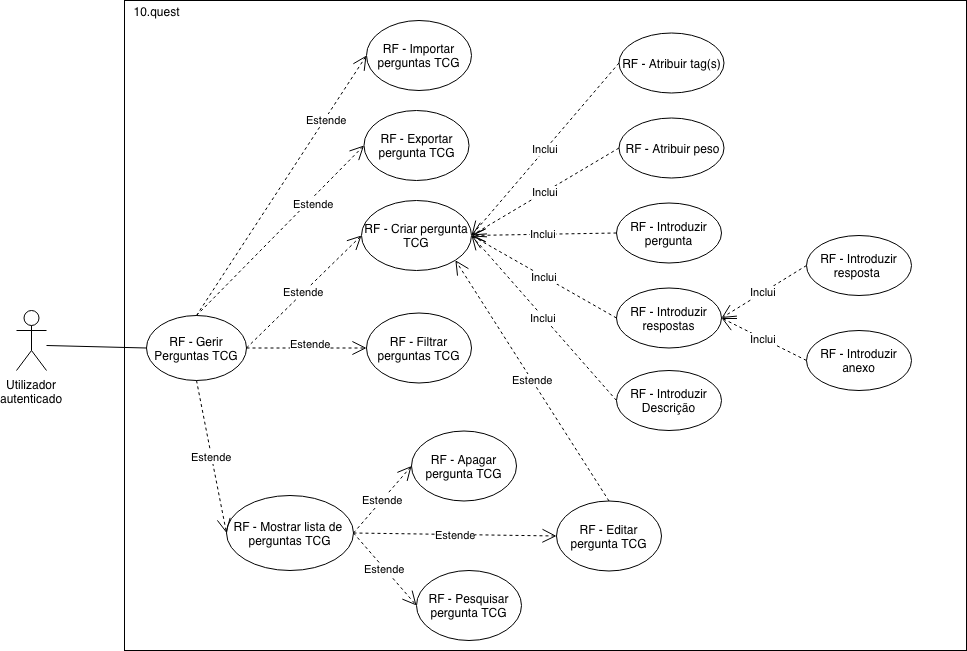 10.quest
RF - Importar
perguntas TCG
Estende
RF - Exportar
pergunta TCG
Estende
RF - Criar pergunta
TCG
Estende
RF - Gerir
Perguntas TCG
Utilizador
autenticado
Estende
RF - Filtrar
perguntas TCG
Estende
RF - Mostrar lista de
perguntas TCG
Estende
RF - Apagar
pergunta TCG
Estende
RF - Editar
pergunta TCG
Estende
RF - Pesquisar
pergunta TCG
Estende
Inclui
RF - Atribuir tag(s)
Inclui
RF - Atribuir peso
Inclui
RF - Introduzir
pergunta
Inclui
RF - Introduzir
respostas
Inclui
RF - Introduzir
Descrição
Inclui
RF - Introduzir
resposta
Inclui
RF - Introduzir
anexo